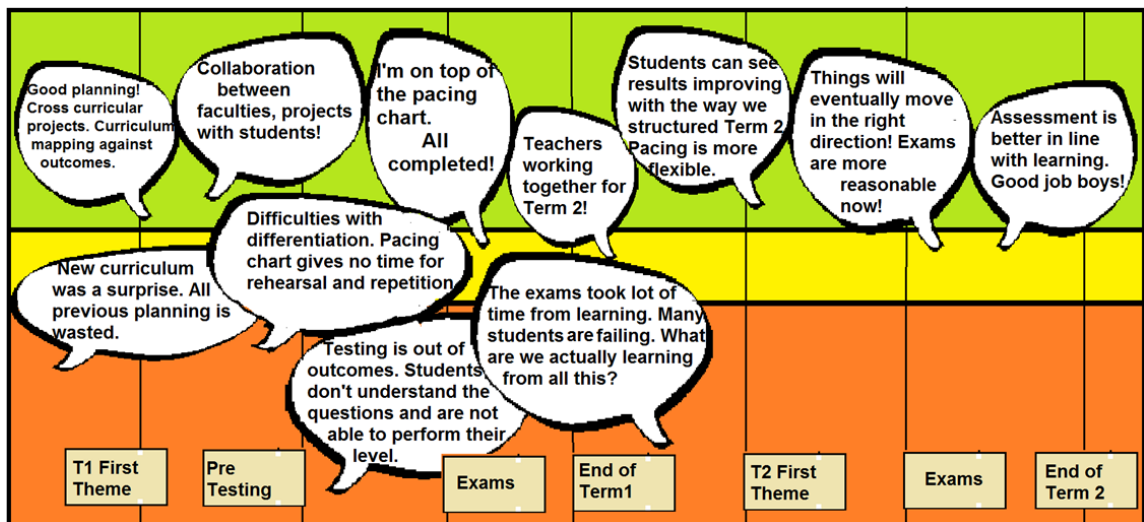 Good planning!
Cross curricular
projects. Curriculum
mapping against
outcomes.
Collaboration
between
faculties, projects
with students!
I'm on top of
the pacing
chart.
All
completed!
Teachers
working
together for
Term 2!
Students can see
results improving
with the way we
structured Term 2.
Pacing is more
flexible.
Things will
eventually move
in the right
direction! Exams
are more
reasonable
now!
Assessment is
better in line
with learning.
Good job boys!
New curriculum
was a surprise. All
previous planning is
wasted.
Difficulties with
differentiation. Pacing
chart gives no time for
rehearsal and repetition
Testing is out of
outcomes. Students
don't understand the
questions and are not
able to perform their
level.
The exams took lot of
time from learning. Many
students are failing. What
are we actually learning
from all this?
T1 First
Theme
Pre
Testing
Exams
End of
Term1
T2 First
Theme
Exams
End of
Term 2